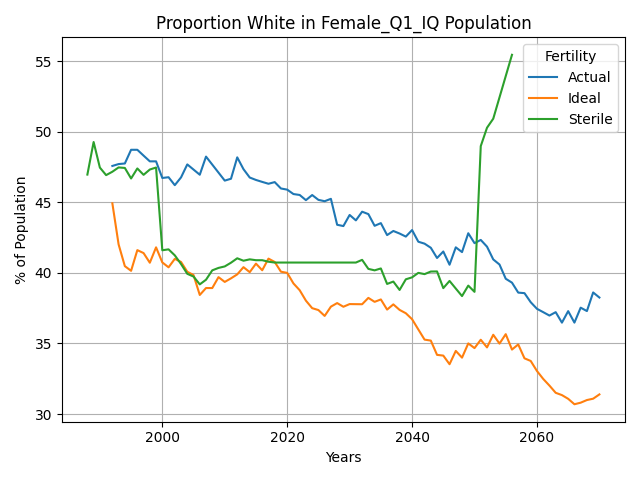 Proportion White in Female_Q1_IQ Population
% of Population
55
50
45
40
35
30
2000
2020
2040
2060
Years
Fertility
Actual
Ideal
Sterile